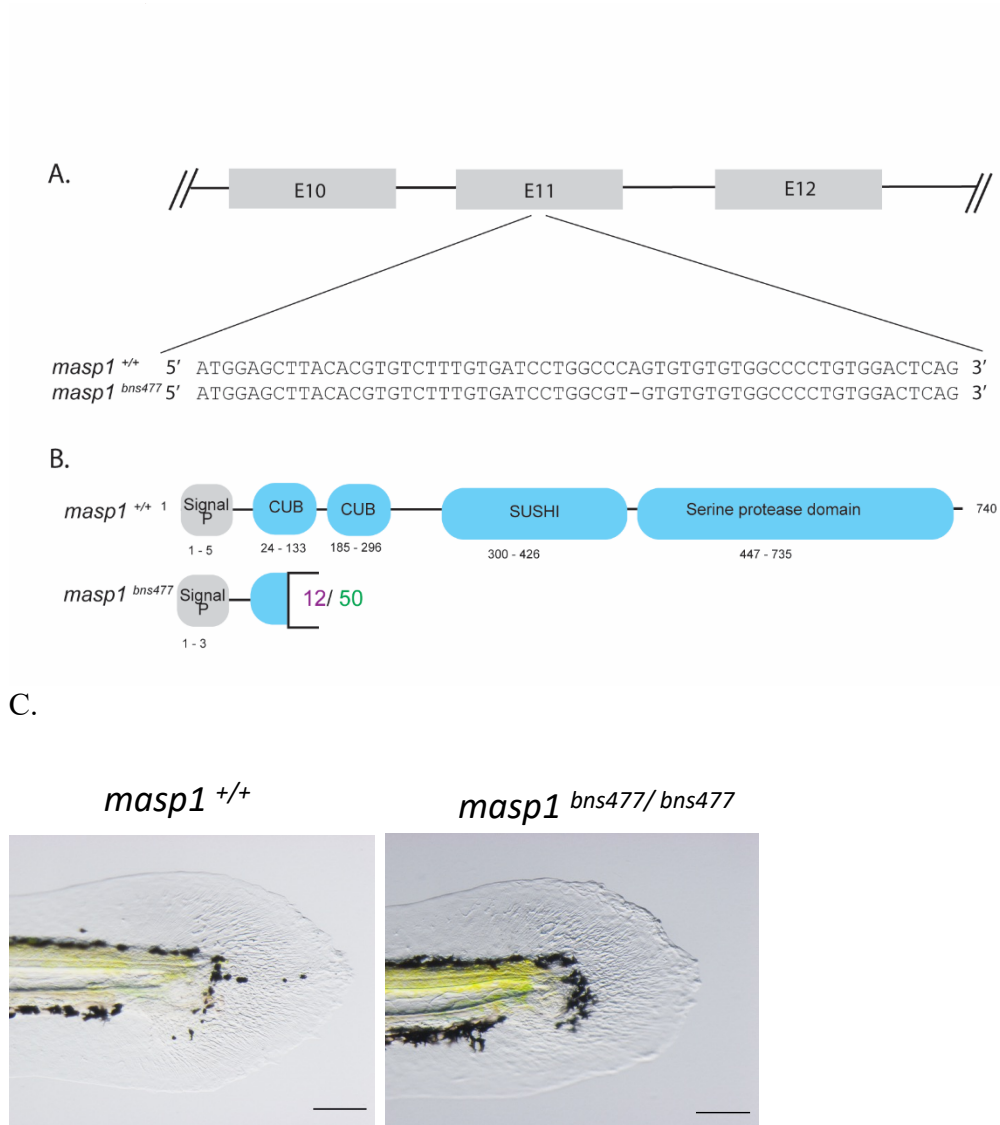 A.
E10 E11 E12
masp1 +/+ 5′ ATGGAGCTTACACGTGTCTTTGTGATCCTGGCCCAGTGTGTGTGGCCCCTGTGGACTCAG 3′
masp1 bns477 5′ ATGGAGCTTACACGTGTCTTTGTGATCCTGGCGT-GTGTGTGTGGCCCCTGTGGACTCAG 3′
B.
masp1 +/+ 1 Signal P CUB CUB SUSHI Serine protease domain 740
1 - 5 24 - 133 185 - 296 300 - 426 447 - 735
masp1 bns477 Signal P 12/ 50
1 - 3
C.
masp1 +/+ masp1 bns477/ bns477